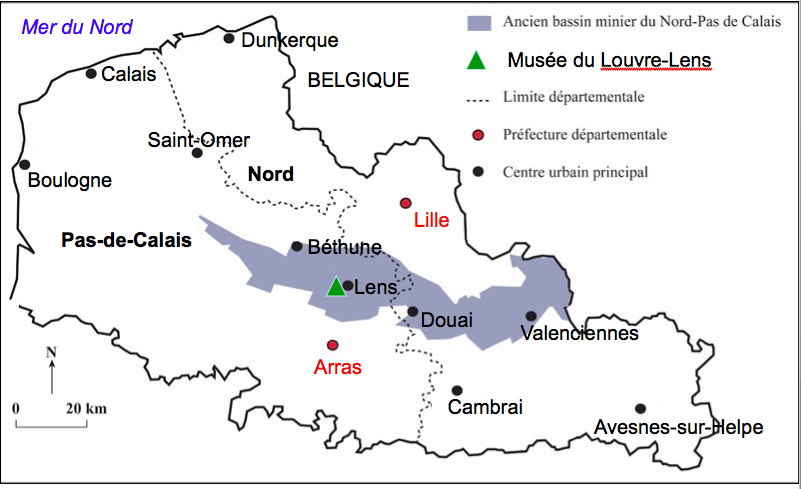 Mer du Nord
Ancien bassin minier du Nord-Pas de Calais
Dunkerque
Musée du Louvre-Lens
Calais
BELGIQUE
Limite départementale
Saint-Omer
Préfecture départementale
Boulogne
Nord
Centre urbain principal
Lille
Pas-de-Calais
Béthune
Lens
Douai
Valenciennes
N
Arras
0 20 km
Cambrai
Avesnes-sur-Helpe